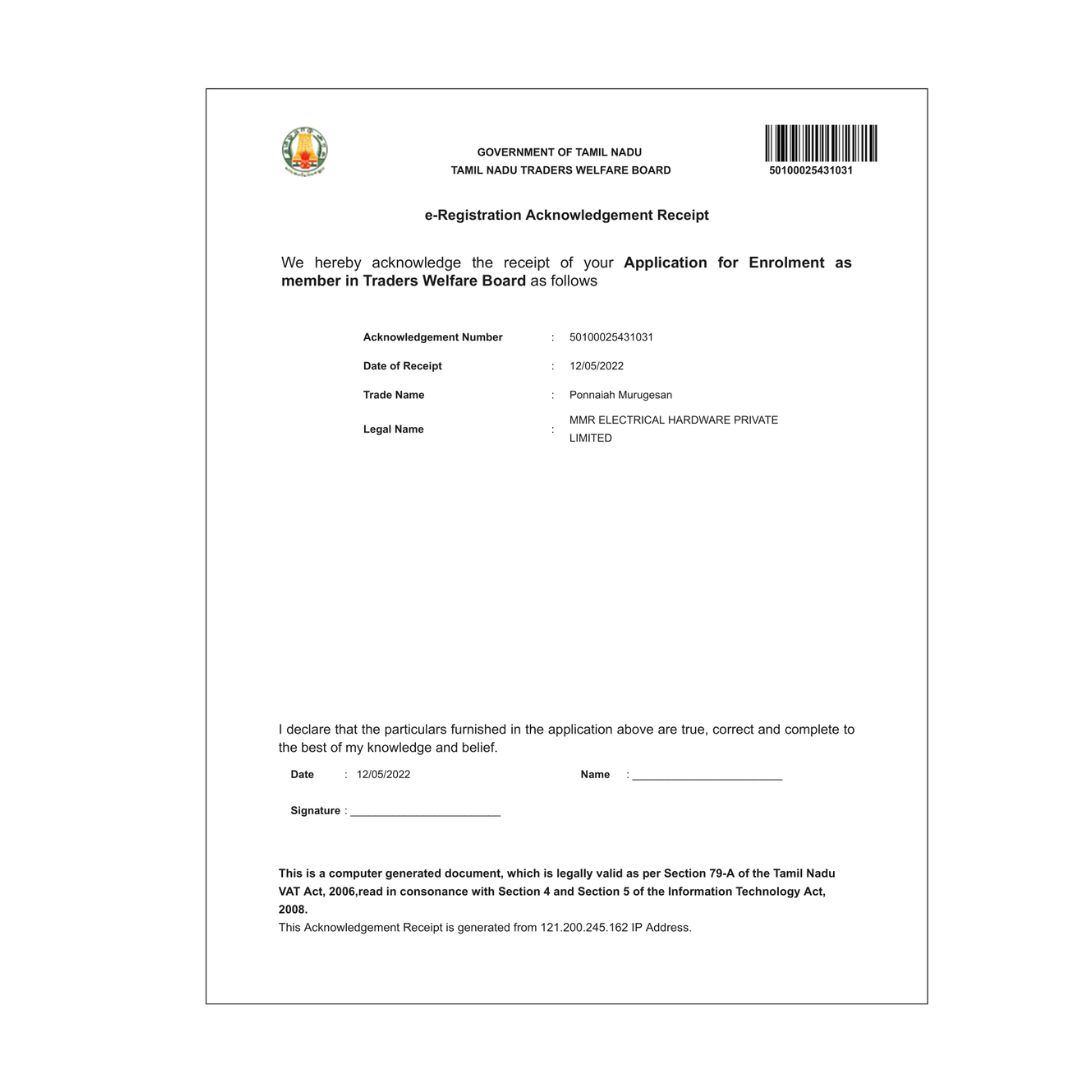 GOVERNMENT OF TAMIL NADU
TAMIL NADU TRADERS WELFARE BOARD
50100025431031
e-Registration Acknowledgement Receipt
We hereby acknowledge the receipt of your Application for Enrolment as
member in Traders Welfare Board as follows
Acknowledgement Number : 50100025431031
Date of Receipt : 12/05/2022
Trade Name : Ponnaiah Murugesan
Legal Name : MMR ELECTRICAL HARDWARE PRIVATE
LIMITED
I declare that the particulars furnished in the application above are true, correct and complete to
the best of my knowledge and belief.
Date : 12/05/2022 Name : ________________________
Signature : ________________________
This is a computer generated document, which is legally valid as per Section 79-A of the Tamil Nadu
VAT Act, 2006,read in consonance with Section 4 and Section 5 of the Information Technology Act,
2008.
This Acknowledgement Receipt is generated from 121.200.245.162 IP Address.